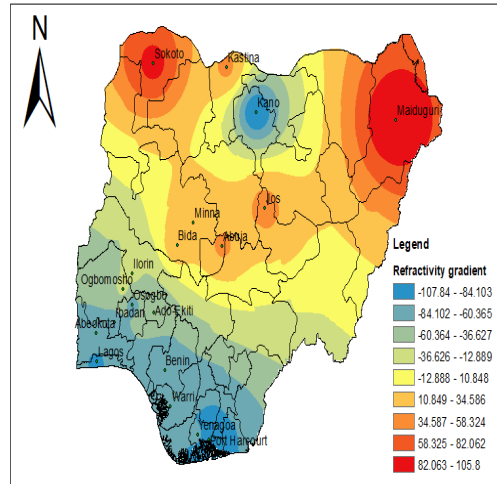 N
Sokoto
Kastina
Kano
Maiduguri
Jos
Minna
Bida
Abuja
Ilorin
Ogbomosho
Osogbo
Ibadan
Ado-Ekiti
Abeokuta
Lagos
Benin
Warri
Yenagoa
Port Harcourt
Legend
Refractivity gradient
-107.84 - -84.103
-84.102 - -60.365
-60.364 - -36.627
-36.626 - -12.889
-12.888 - 10.848
10.849 - 34.586
34.587 - 58.324
58.325 - 82.062
82.063 - 105.8